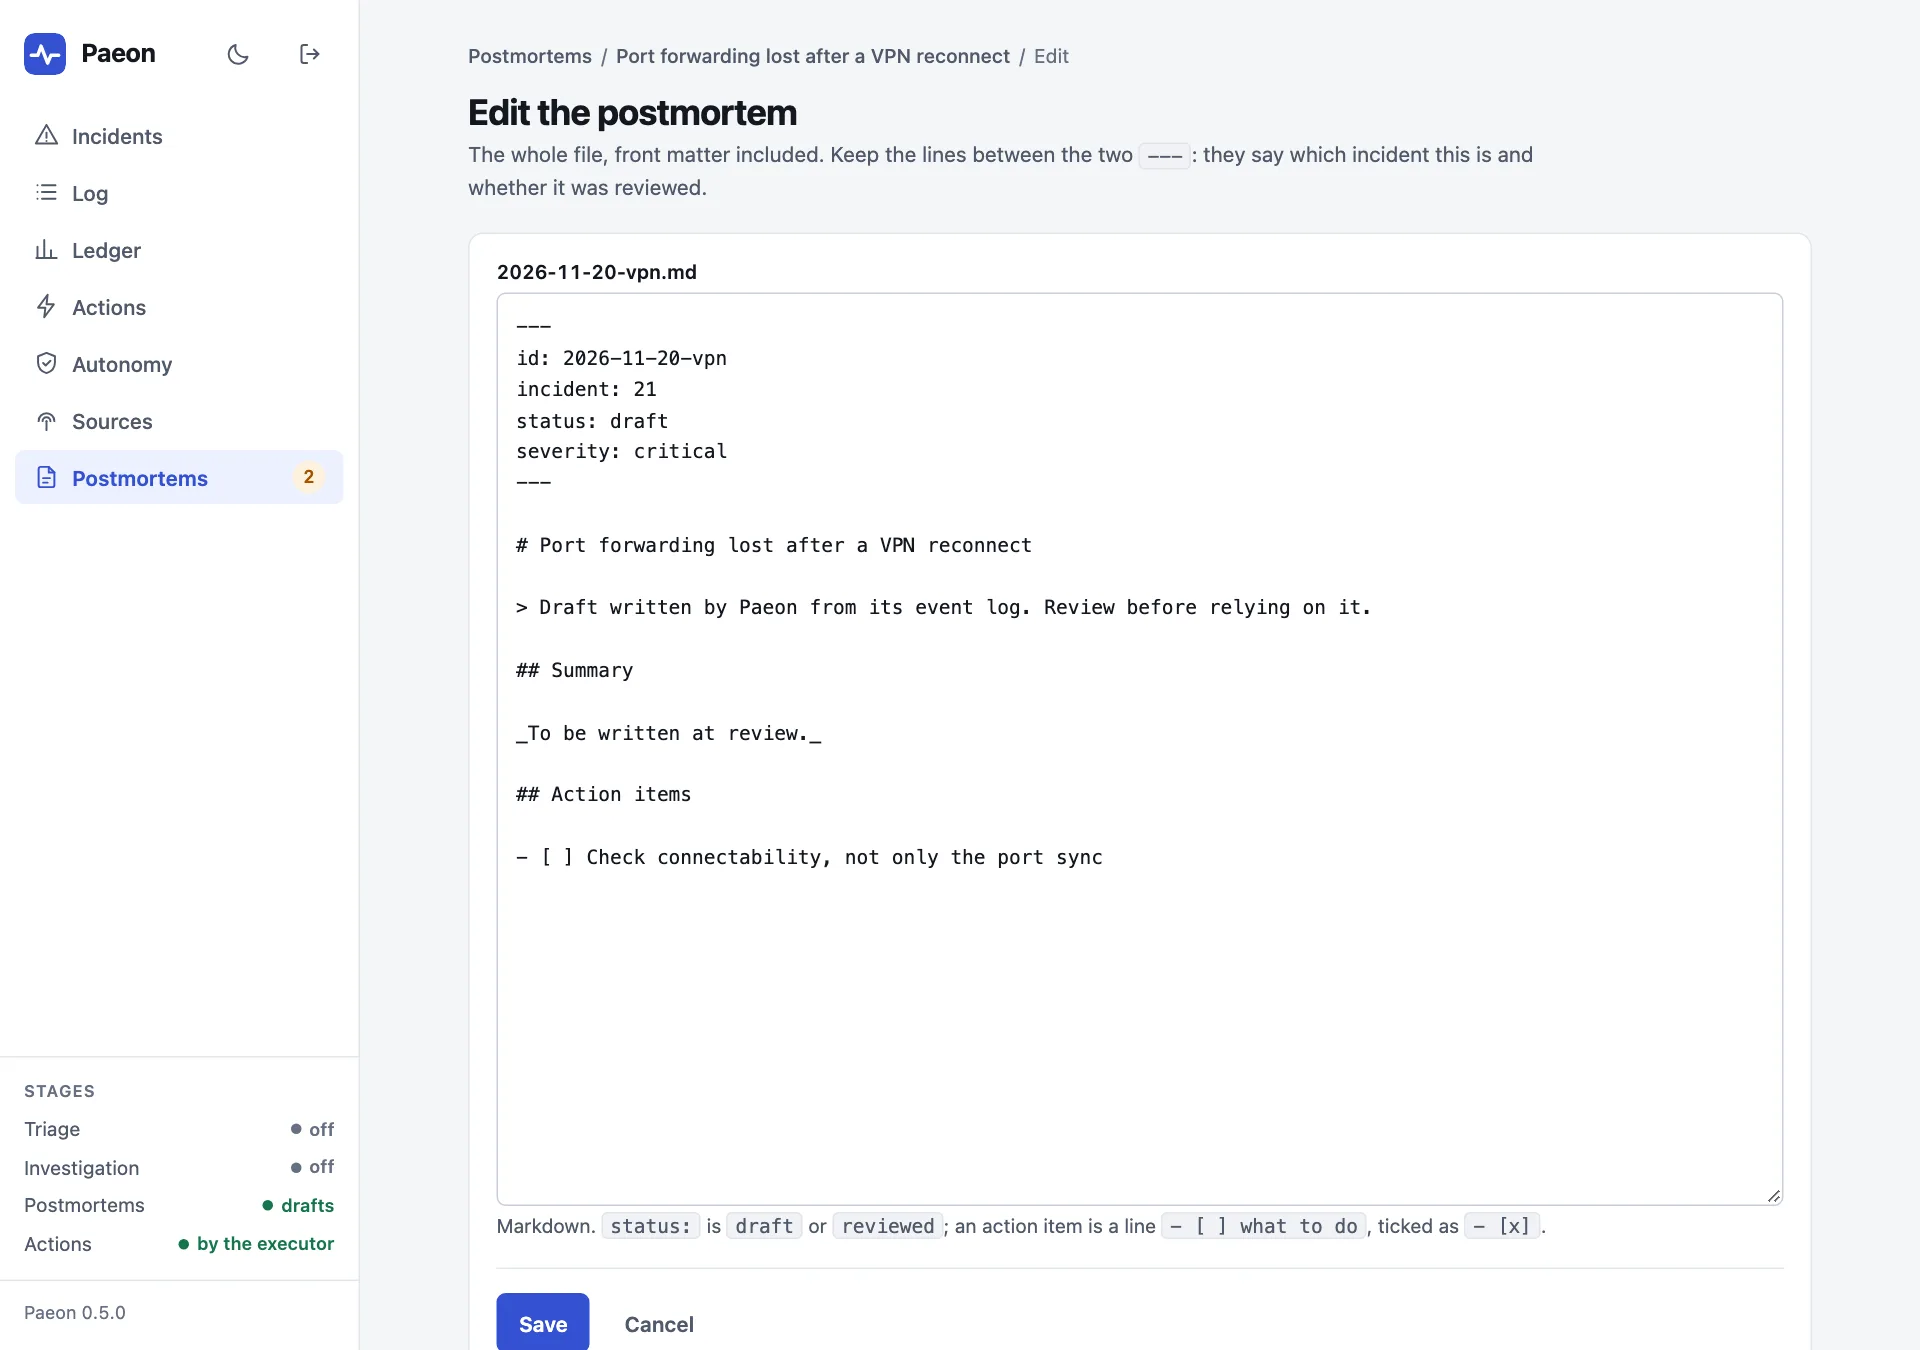 Paeon
Incidents
Log
Ledger
Actions
Autonomy
Sources
Postmortems 2
STAGES
Triage off
Investigation off
Postmortems drafts
Actions by the executor
Paeon 0.5.0
Postmortems / Port forwarding lost after a VPN reconnect / Edit
Edit the postmortem
The whole file, front matter included. Keep the lines between the two ---: they say which incident this is and
whether it was reviewed.
2026-11-20-vpn.md
---
id: 2026-11-20-vpn
incident: 21
status: draft
severity: critical
---
# Port forwarding lost after a VPN reconnect
> Draft written by Paeon from its event log. Review before relying on it.
## Summary
_To be written at review._
## Action items
- [ ] Check connectability, not only the port sync
Markdown. status: is draft or reviewed; an action item is a line - [ ] what to do, ticked as - [x].
Save Cancel